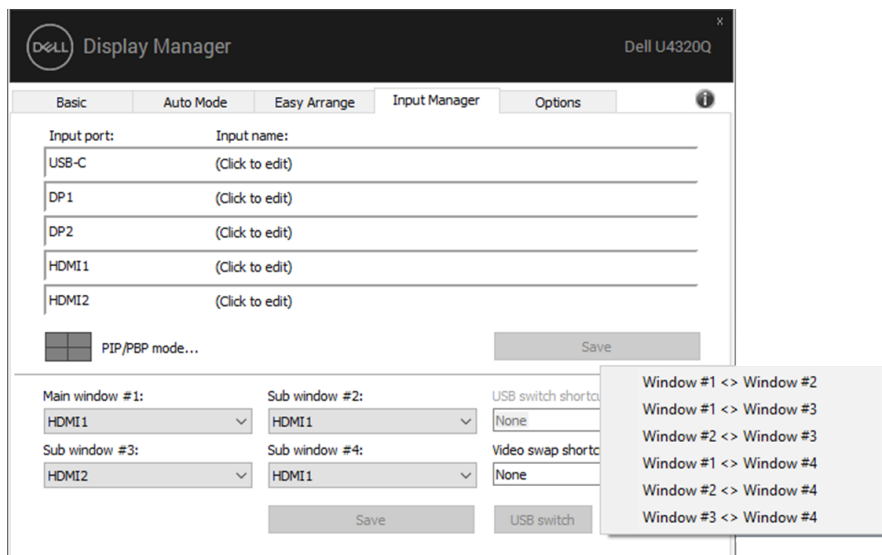 x
DELL Display Manager Dell U4320Q
Basic Auto Mode Easy Arrange Input Manager Options i
Input port: Input name:
USB-C (Click to edit)
DP1 (Click to edit)
DP2 (Click to edit)
HDMI1 (Click to edit)
HDMI2 (Click to edit)
PIP/PBP mode... Save
Main window #1: Sub window #2: USB switch shortcu
HDMI1 HDMI1 None
Sub window #3: Sub window #4: Video swap shortc
HDMI2 HDMI1 None
Save USB switch
Window #1 <> Window #2
Window #1 <> Window #3
Window #2 <> Window #3
Window #1 <> Window #4
Window #2 <> Window #4
Window #3 <> Window #4